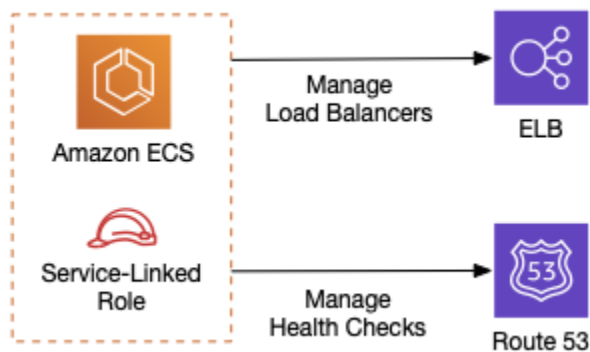 Amazon ECS
Service-Linked
Role
Manage
Load Balancers
ELB
Manage
Health Checks
53
Route 53